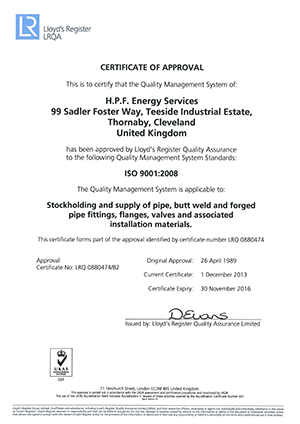 Lloyd's Register
LRQA
CERTIFICATE OF APPROVAL
This is to certify that the Quality Management System of:
H.P.F. Energy Services
99 Sadler Foster Way, Teeside Industrial Estate,
Thornaby, Cleveland
United Kingdom
has been approved by Lloyd's Register Quality Assurance
to the following Quality Management System Standards:
ISO 9001:2008
The Quality Management System is applicable to:
Stockholding and supply of pipe, butt weld and forged
pipe fittings, flanges, valves and associated
installation materials.
This certificate forms part of the approval identified by certificate number LRQ 0880474
Approval
Certificate No: LRQ 0880474/B2
Original Approval: 26 April 1989
Current Certificate: 1 December 2013
Certificate Expiry: 30 November 2016
DEvans
Issued by: Lloyd's Register Quality Assurance Limited
UKAS
001
71 Fenchurch Street, London EC3M 4BS United Kingdom